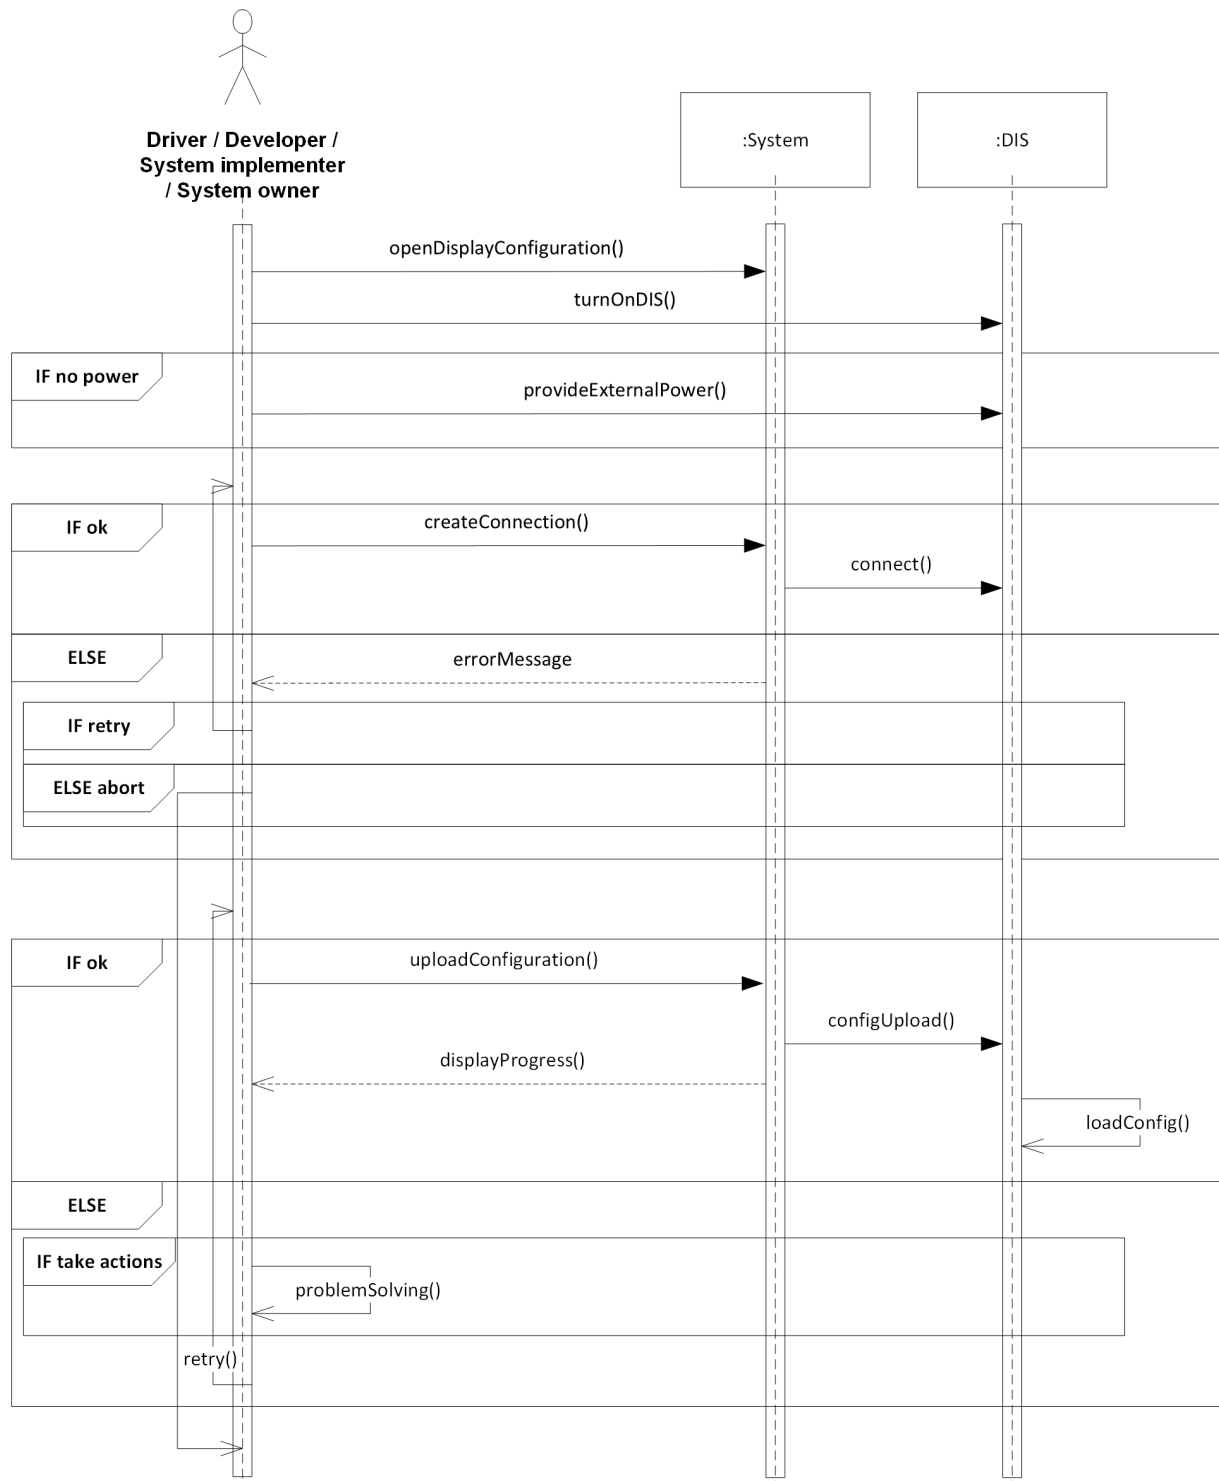 Driver / Developer /
System implementer
/ System owner
:System
:DIS
openDisplayConfiguration()
turnOnDIS()
IF no power
provideExternalPower()
IF ok
createConnection()
connect()
ELSE
errorMessage
IF retry
ELSE abort
IF ok
uploadConfiguration()
configUpload()
displayProgress()
loadConfig()
ELSE
IF take actions
problemSolving()
retry()